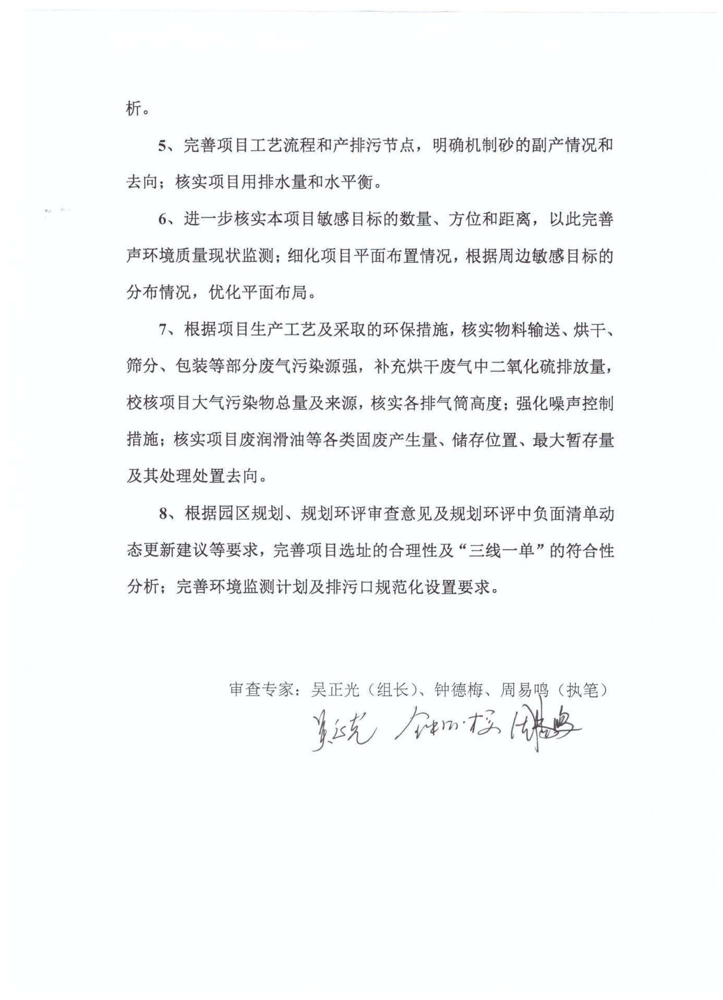 析。
5、完善项目工艺流程和产排污节点，明确机制砂的副产情况和
去向；核实项目用排水量和水平衡。
6、进一步核实本项目敏感目标的数量、方位和距离，以此完善
声环境质量现状监测；细化项目平面布置情况，根据周边敏感目标的
分布情况，优化平面布局。
7、根据项目生产工艺及采取的环保措施，核实物料输送、烘干、
筛分、包装等部分废气污染源强，补充烘干废气中二氧化硫排放量，
校核项目大气污染物总量及来源，核实各排气筒高度；强化噪声控制
措施；核实项目废润滑油等各类固废产生量、储存位置、最大暂存量
及其处理处置去向。
8、根据园区规划、规划环评审查意见及规划环评中负面清单动
态更新建议等要求，完善项目选址的合理性及“三线一单”的符合性
分析；完善环境监测计划及排污口规范化设置要求。
审查专家：吴正光（组长）、钟德梅、周易鸣（执笔）
吴正光 钟德梅 周易鸣